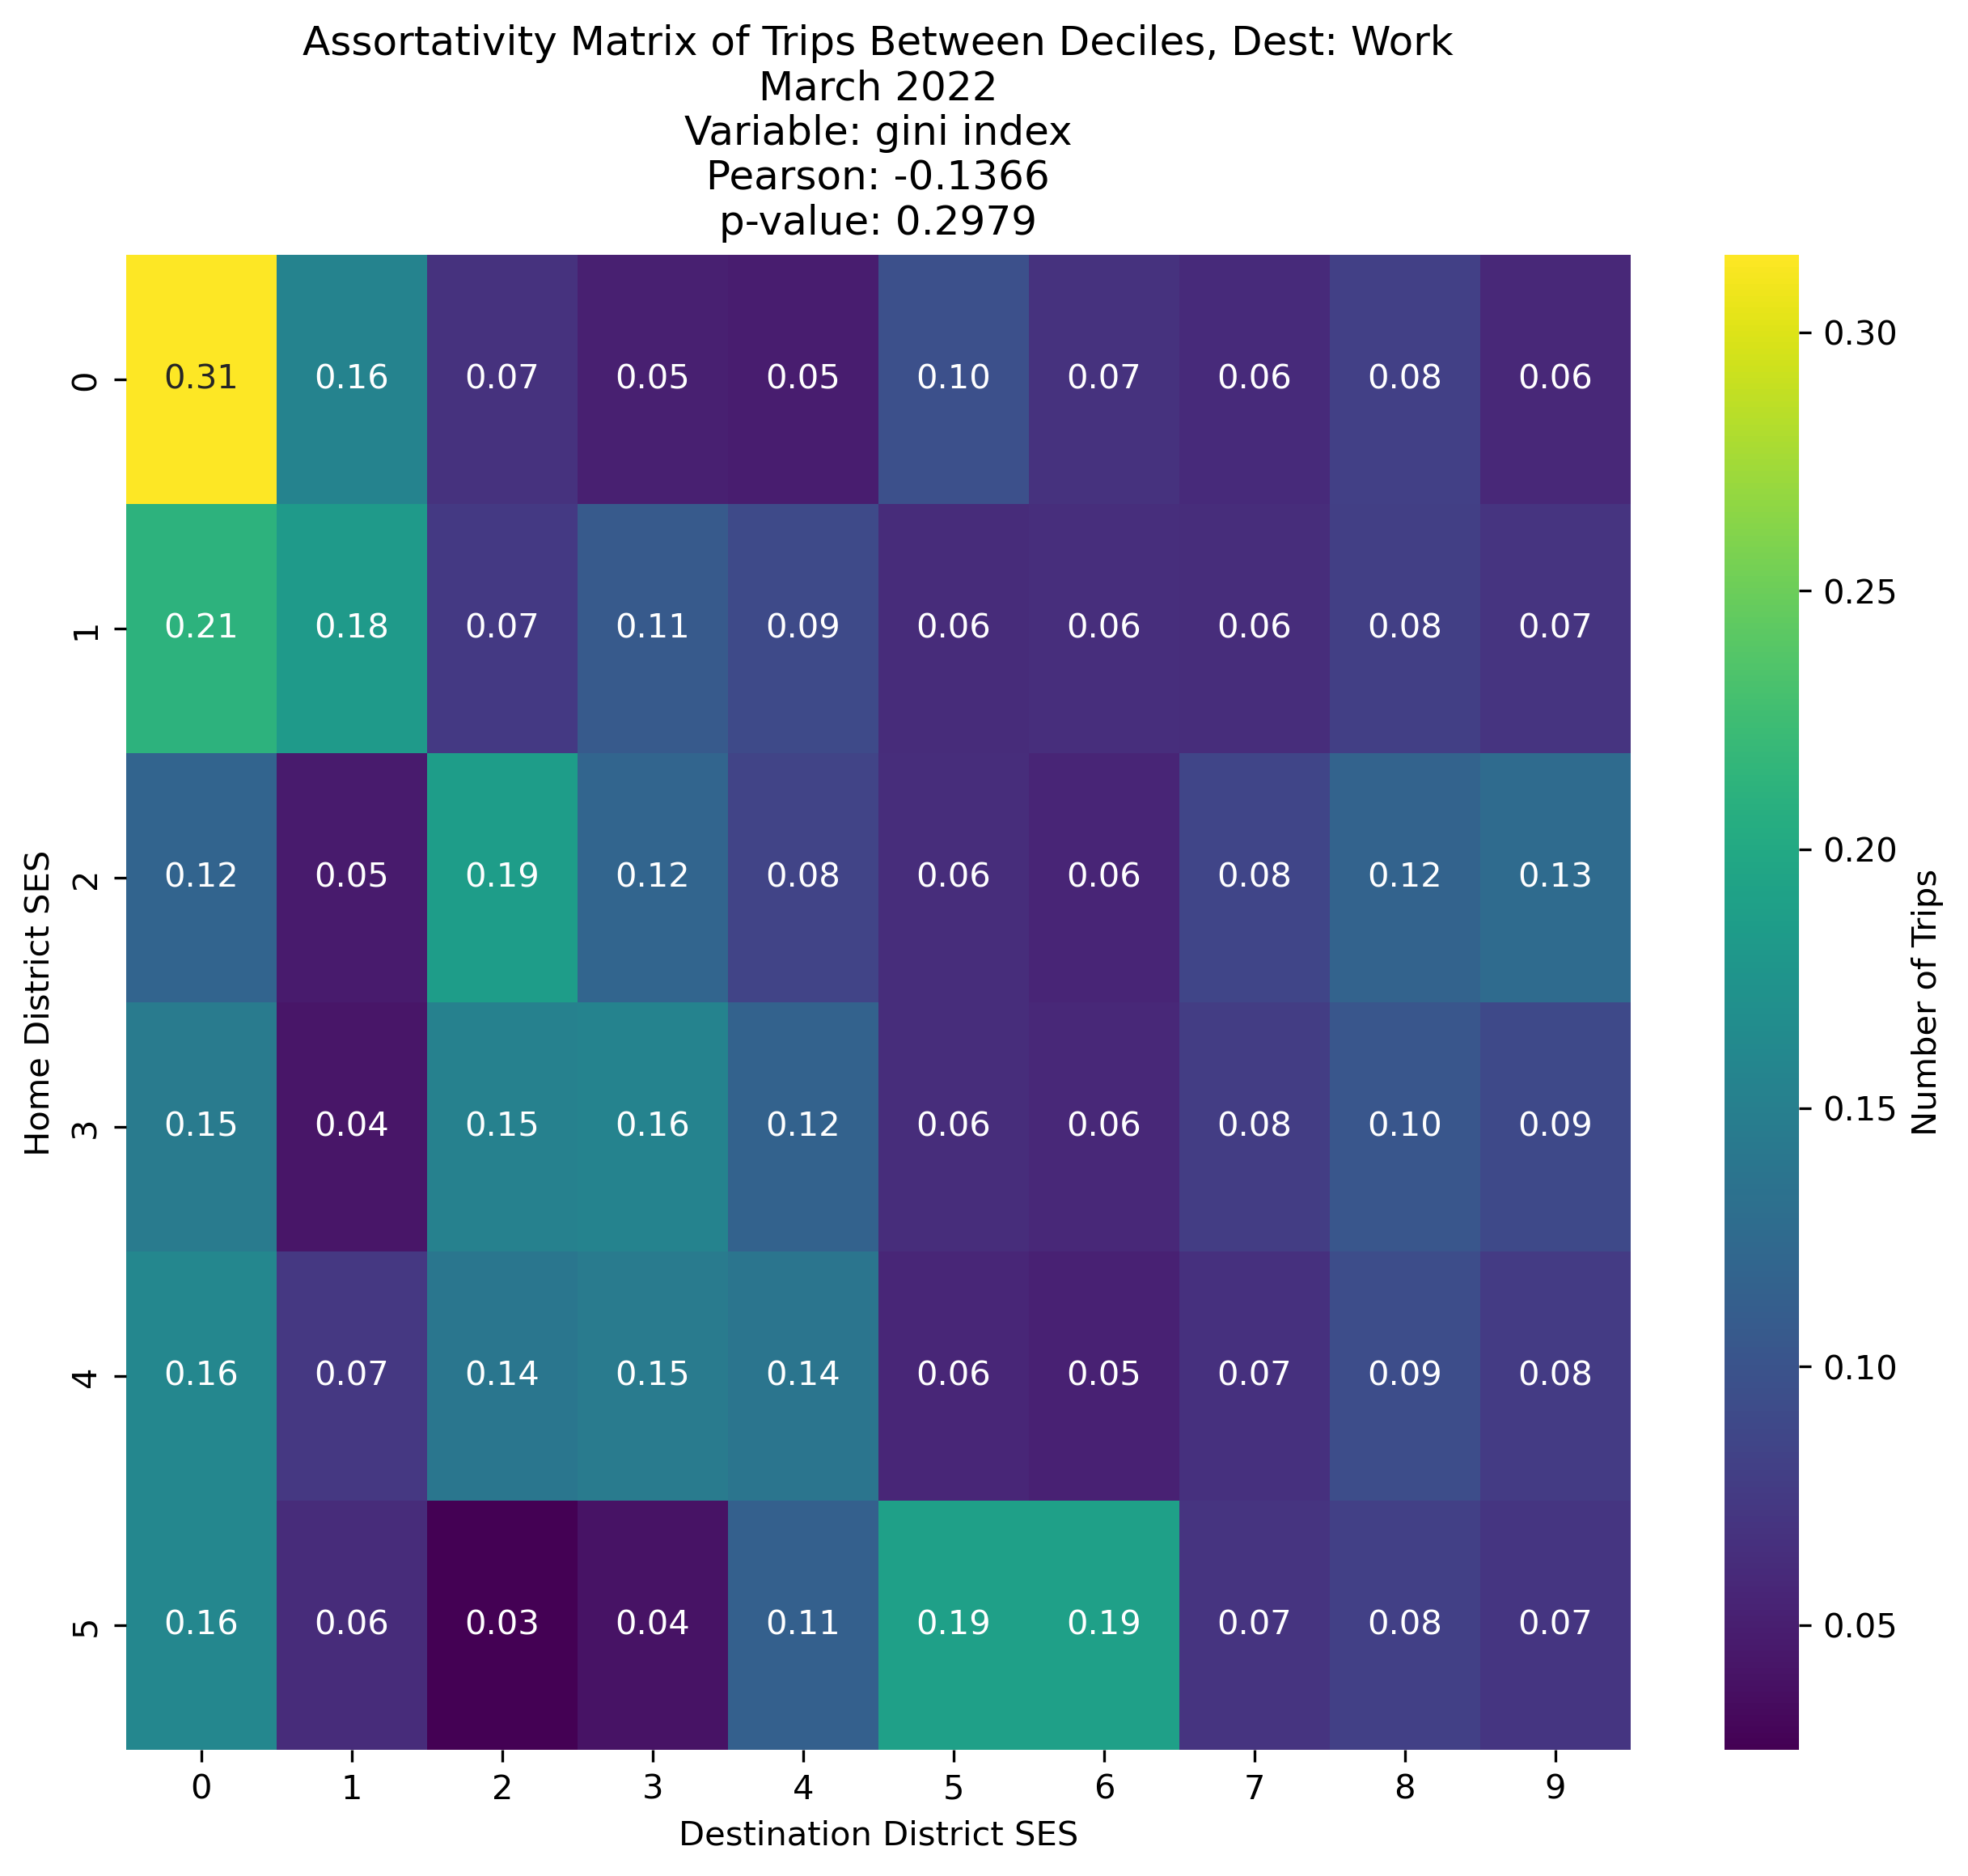 Assortativity Matrix of Trips Between Deciles, Dest: Work
March 2022
Variable: gini index
Pearson: -0.1366
p-value: 0.2979
0 0.31 0.16 0.07 0.05 0.05 0.10 0.07 0.06 0.08 0.06
1 0.21 0.18 0.07 0.11 0.09 0.06 0.06 0.06 0.08 0.07
2 0.12 0.05 0.19 0.12 0.08 0.06 0.06 0.08 0.12 0.13
3 0.15 0.04 0.15 0.16 0.12 0.06 0.06 0.08 0.10 0.09
4 0.16 0.07 0.14 0.15 0.14 0.06 0.05 0.07 0.09 0.08
5 0.16 0.06 0.03 0.04 0.11 0.19 0.19 0.07 0.08 0.07
0 1 2 3 4 5 6 7 8 9
Destination District SES
Home District SES
0.30
0.25
0.20
0.15
0.10
0.05
Number of Trips